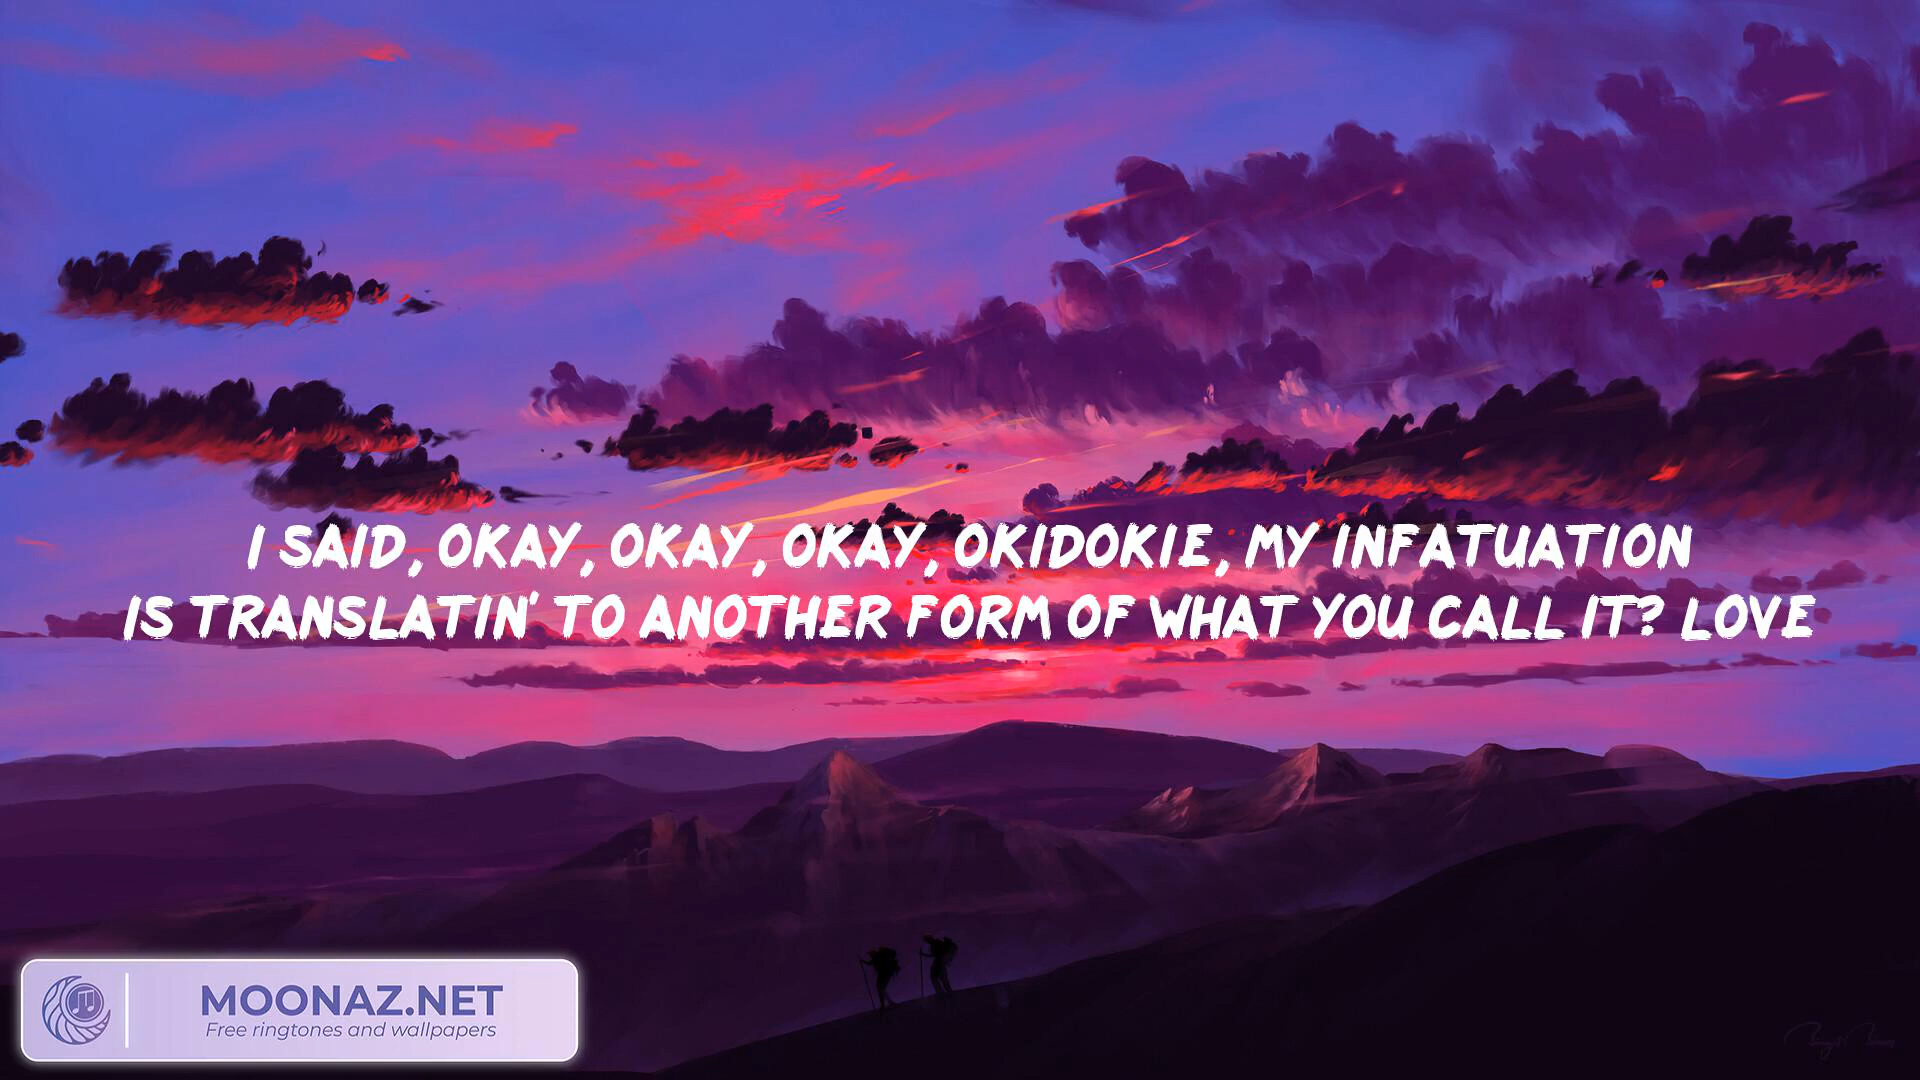 I SAID, OKAY, OKAY, OKAY, OKIDOKIE, MY INFATUATION
IS TRANSLATIN' TO ANOTHER FORM OF WHAT YOU CALL IT? LOVE
MOONAZ.NET
Free ringtones and wallpapers